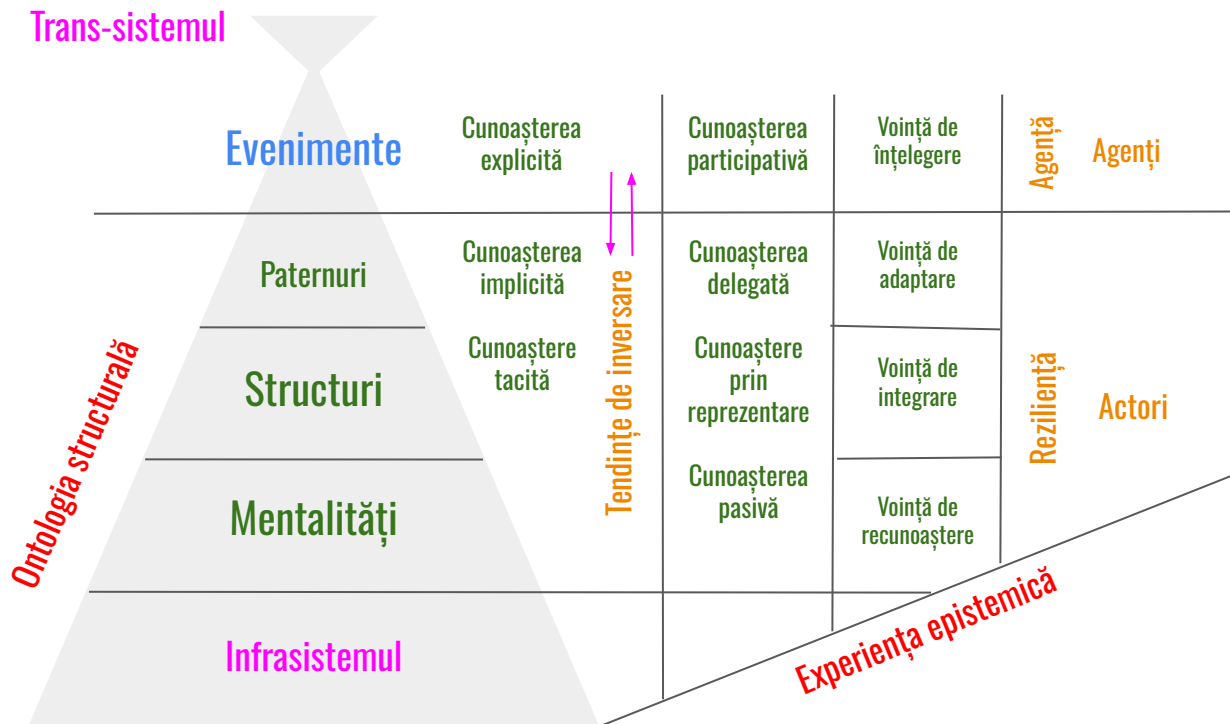 Trans-sistemul
Evenimente
Cunoașterea
explicită
Cunoașterea
participativă
Voință de
înțelegere
Agență
Agenți
Paternuri
Cunoașterea
implicită
Cunoașterea
delegată
Voință de
adaptare
Structuri
Cunoaștere
tacită
Tendințe de inversare
Cunoaștere
prin
reprezentare
Voință de
integrare
Reziliență
Actori
Ontologia structurală
Mentalități
Cunoașterea
pasivă
Voință de
recunoaștere
Infrasistemul
Experiența epistemică